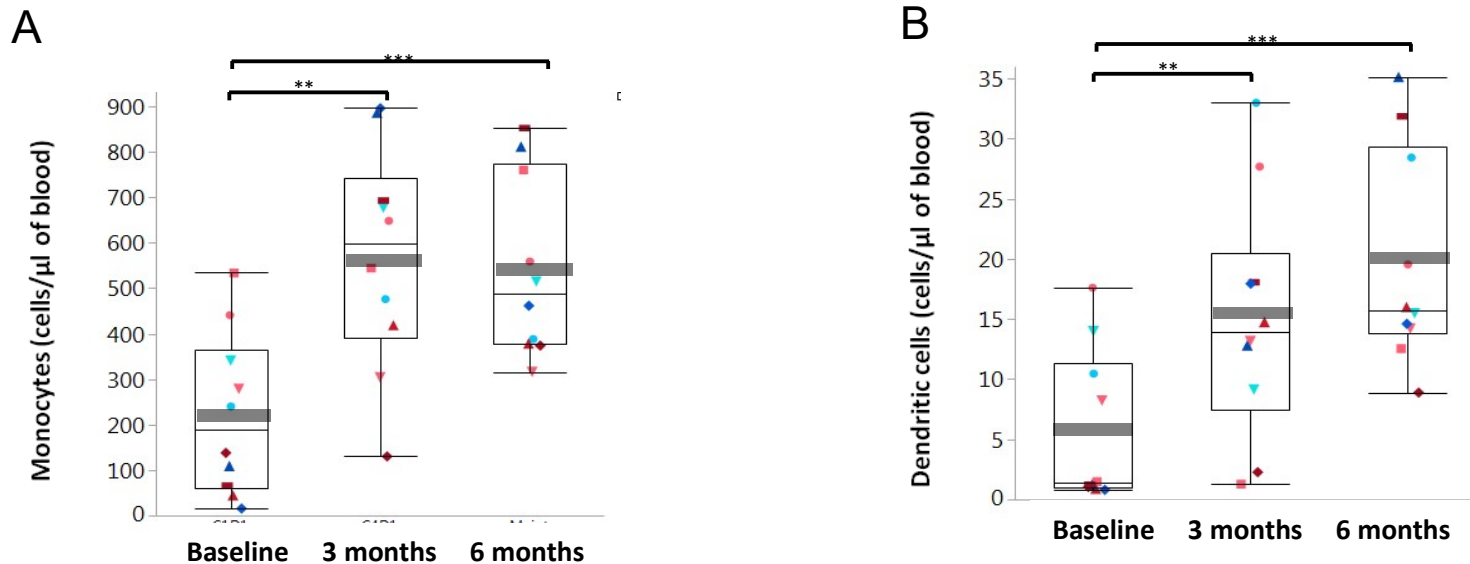 A
***
**
Monocytes (cells/µl of blood)
900
800
700
600
500
400
300
200
100
0
Baseline
3 months
6 months
B
***
**
Dendritic cells (cells/µl of blood)
35
30
25
20
15
10
5
0
Baseline
3 months
6 months